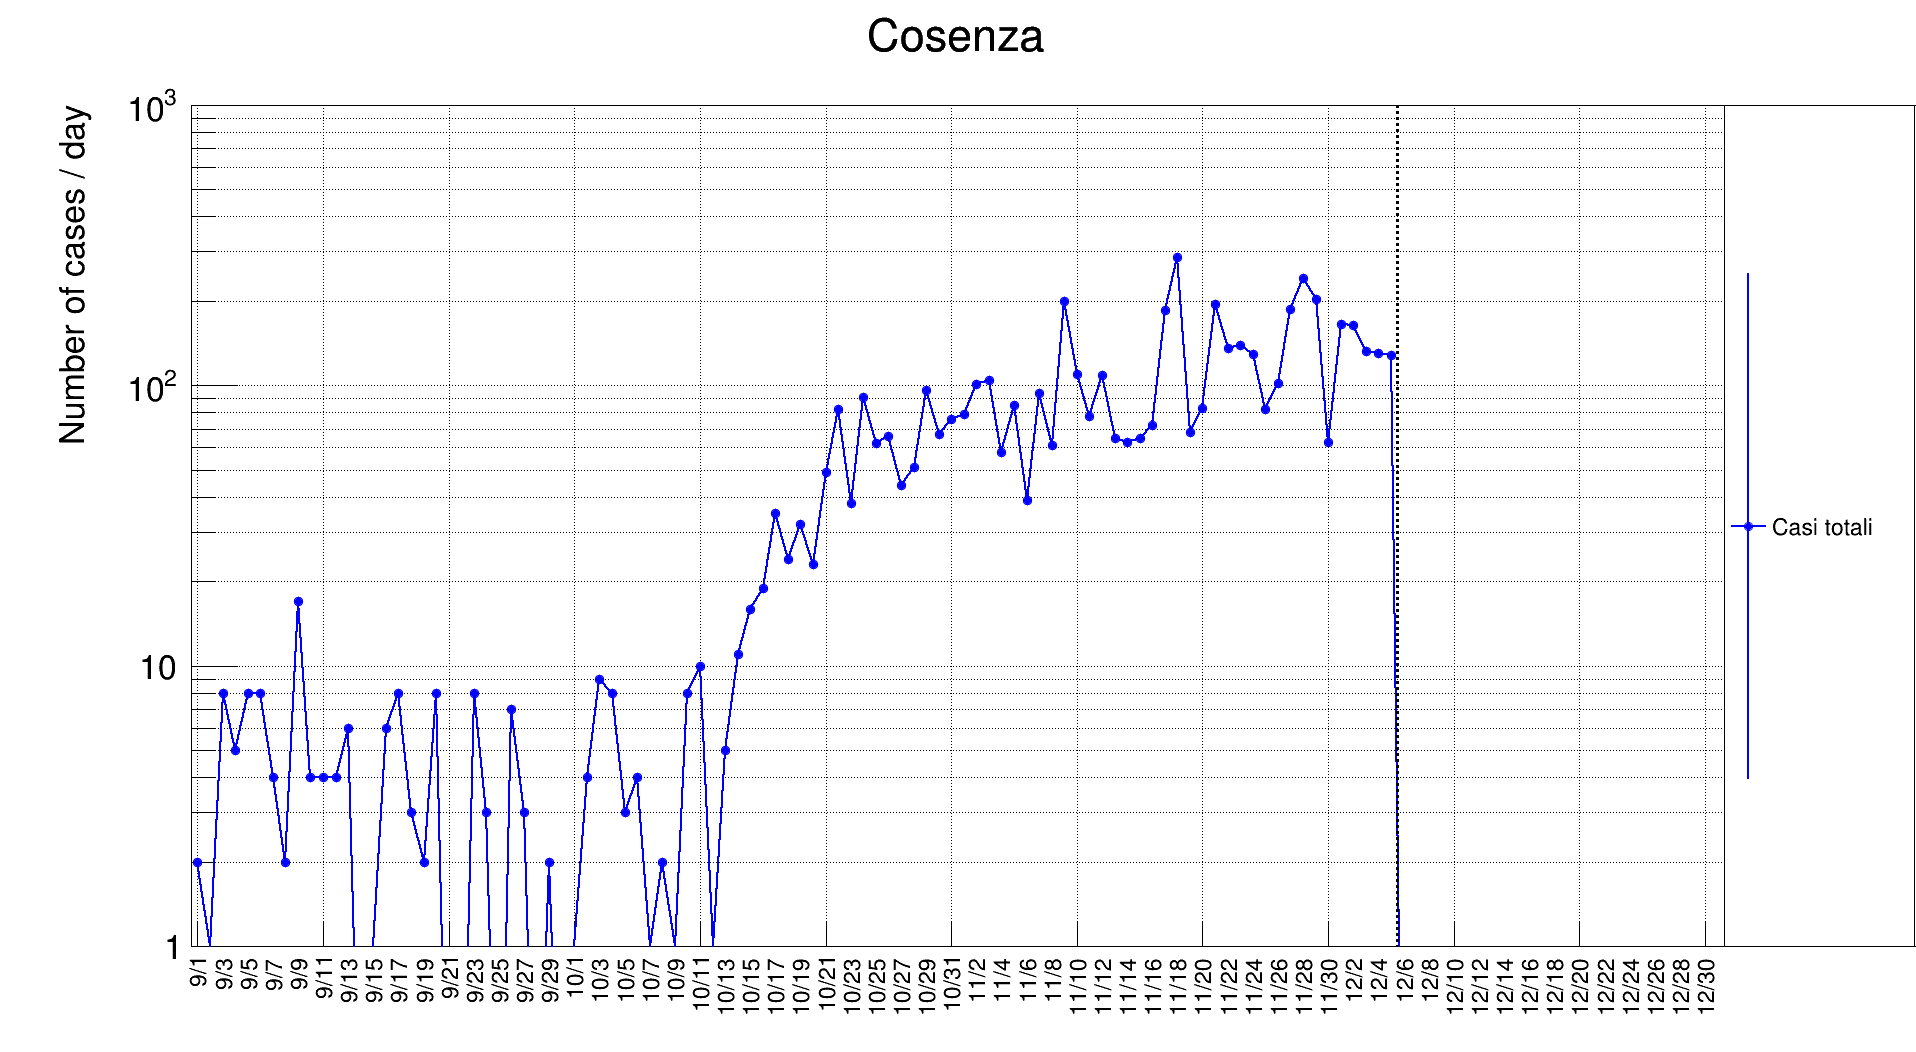 Cosenza
Number of cases / day
10³
10²
10
1
9/1 9/3 9/5 9/7 9/9 9/11 9/13 9/15 9/17 9/19 9/21 9/23 9/25 9/27 9/29 10/1 10/3 10/5 10/7 10/9 10/11 10/13 10/15 10/17 10/19 10/21 10/23 10/25 10/27 10/29 10/31 11/2 11/4 11/6 11/8 11/10 11/12 11/14 11/16 11/18 11/20 11/22 11/24 11/26 11/28 11/30 12/2 12/4 12/6 12/8 12/10 12/12 12/14 12/16 12/18 12/20 12/22 12/24 12/26 12/28 12/30
Casi totali